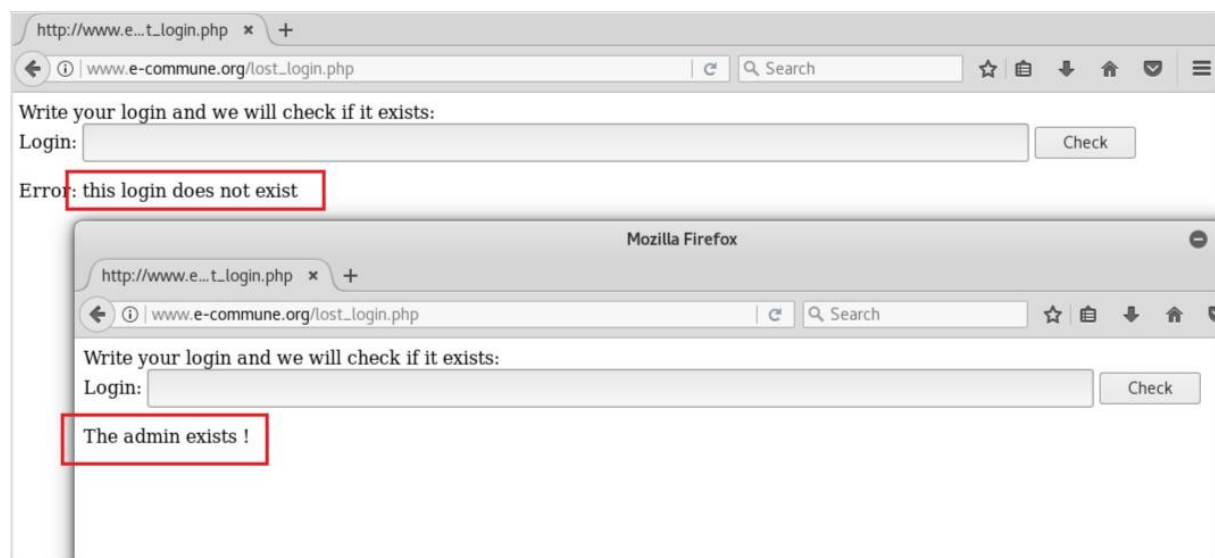 http://www.e...t_login.php × +
www.e-commune.org/lost_login.php Search
Write your login and we will check if it exists:
Login: Check
Error: this login does not exist
Mozilla Firefox
http://www.e...t_login.php × +
www.e-commune.org/lost_login.php Search
Write your login and we will check if it exists:
Login: Check
The admin exists !